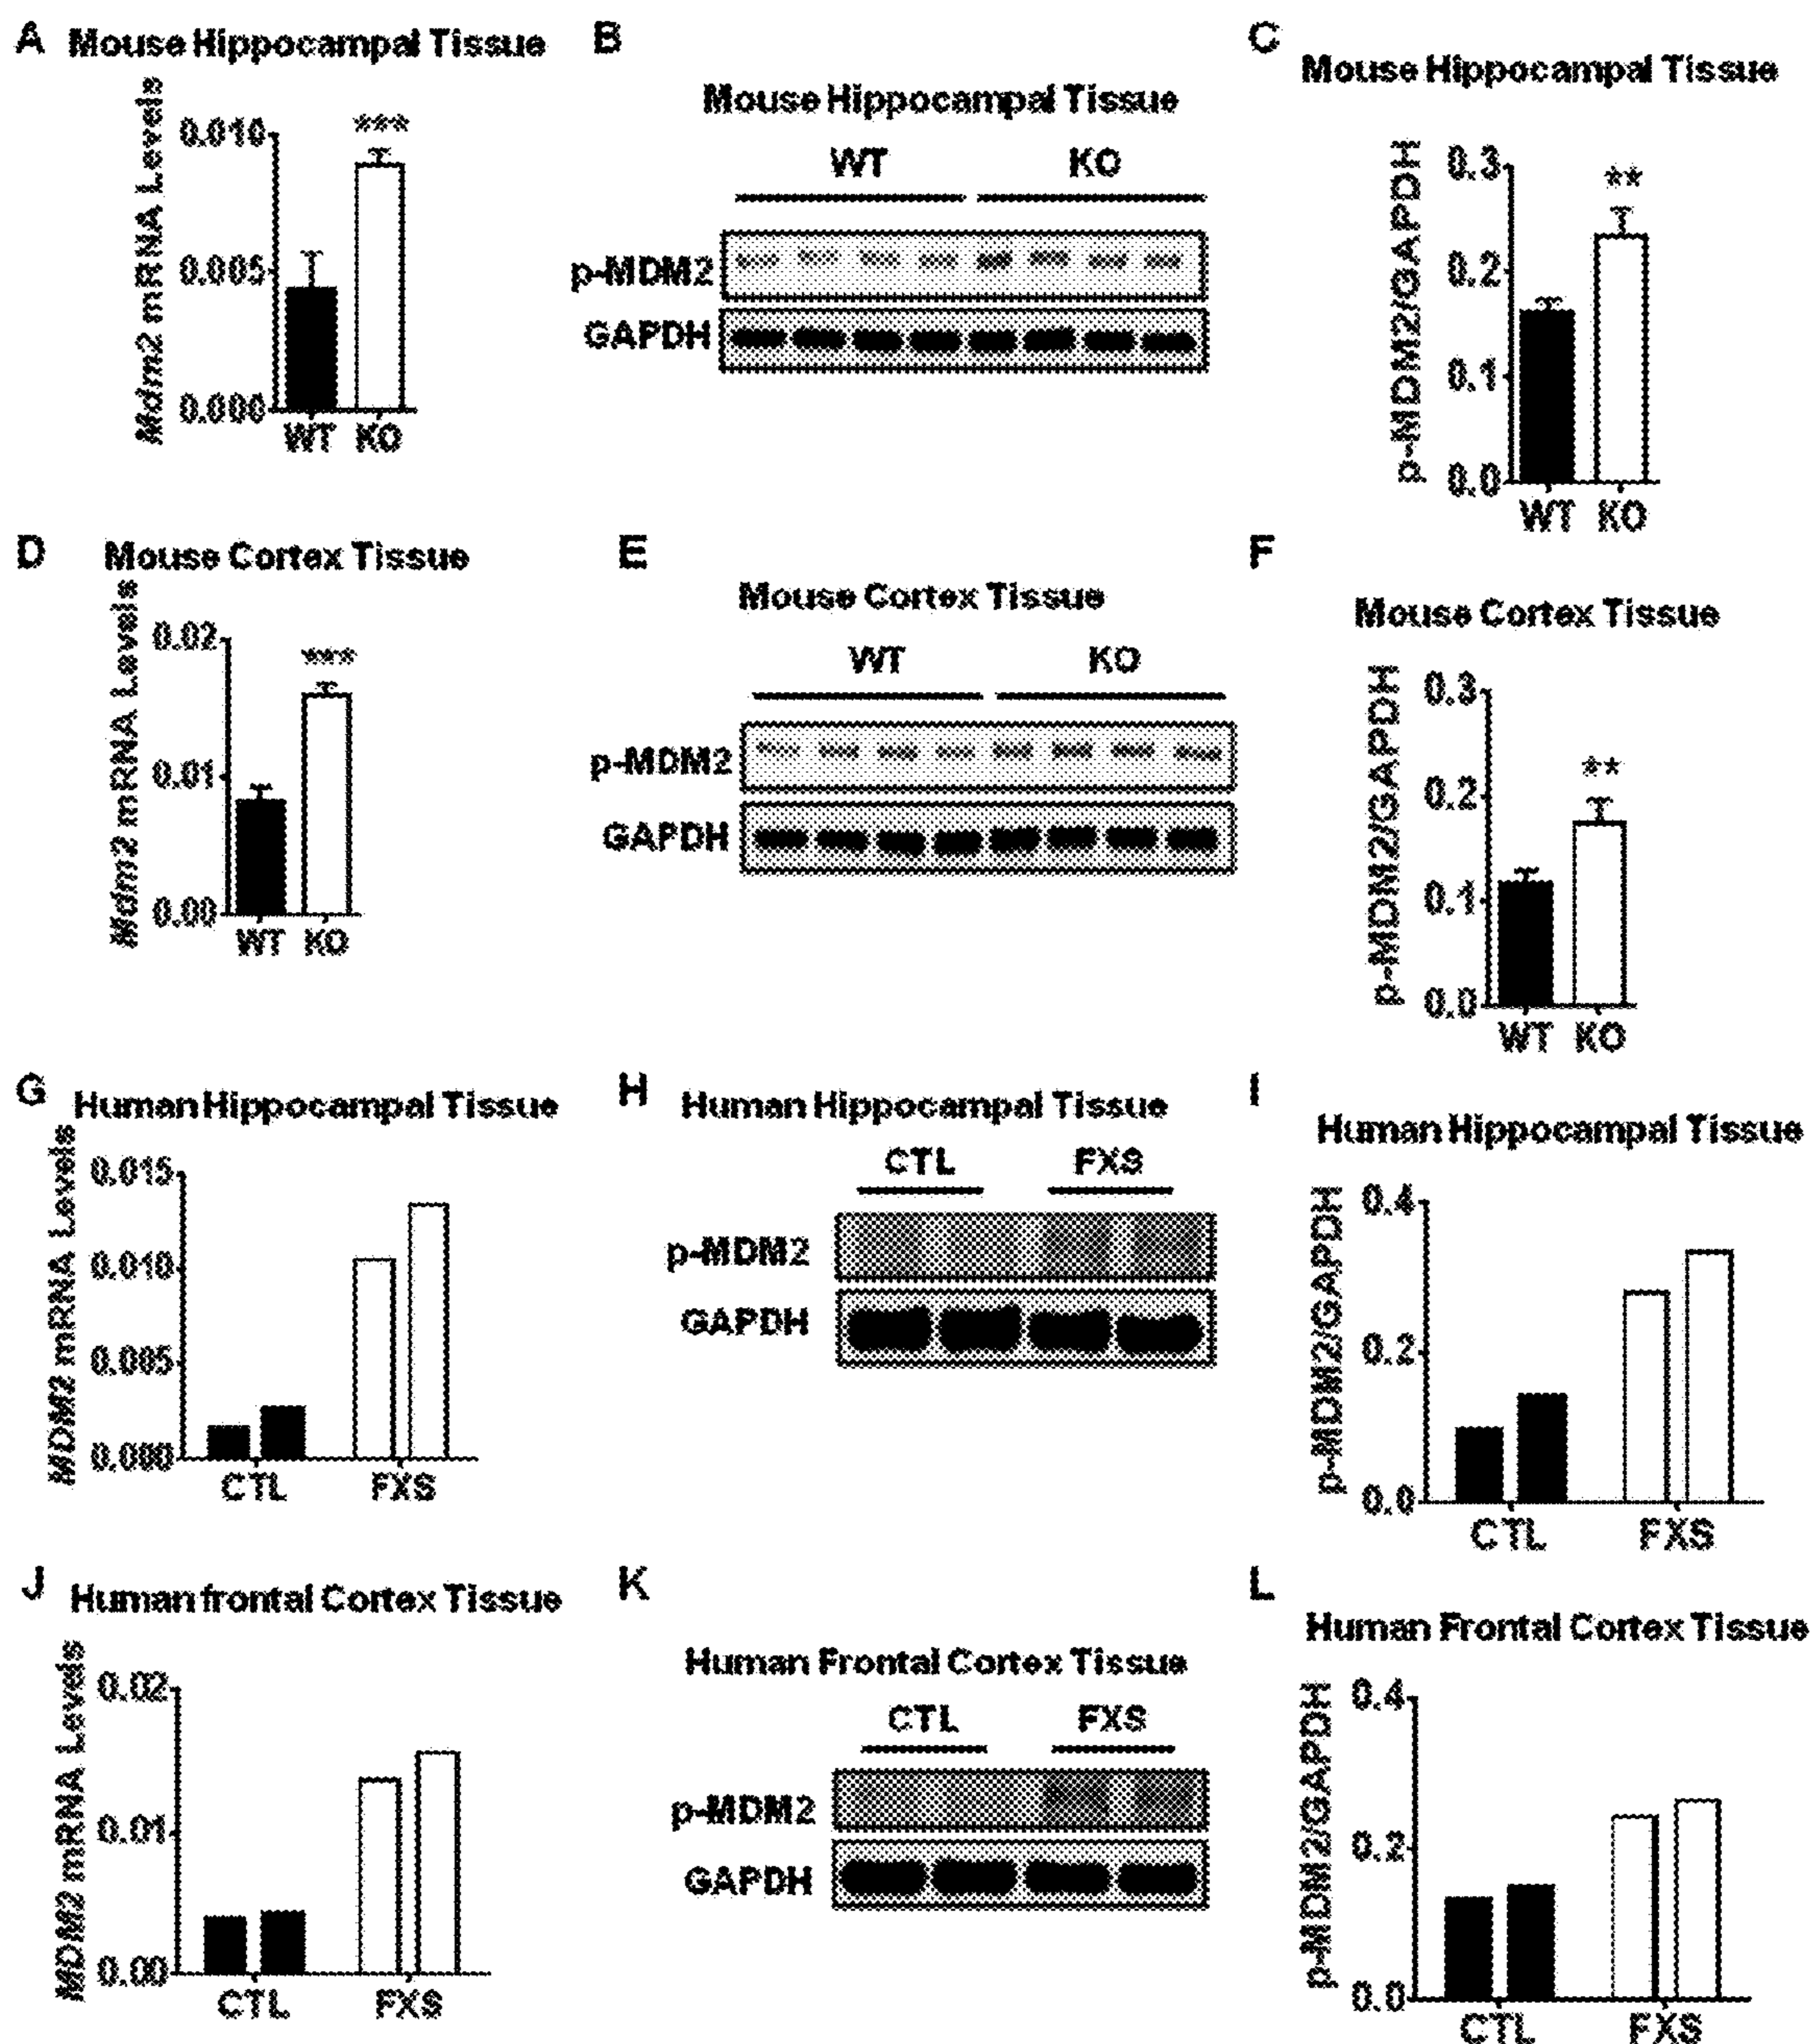 A
Mouse Hippocampal Tissue
Mdm2 mRNA Levels
0.010
0.005
0.000
***
WT KO
B
Mouse Hippocampal Tissue
WT KO
p-MDM2
GAPDH
C
Mouse Hippocampal Tissue
p-MDM2/GAPDH
0.3
0.2
0.1
0.0
**
WT KO
D
Mouse Cortex Tissue
Mdm2 mRNA Levels
0.02
0.01
0.00
***
WT KO
E
Mouse Cortex Tissue
WT KO
p-MDM2
GAPDH
F
Mouse Cortex Tissue
p-MDM2/GAPDH
0.3
0.2
0.1
0.0
**
WT KO
G
Human Hippocampal Tissue
MDM2 mRNA Levels
0.015
0.010
0.005
0.000
CTL FXS
H
Human Hippocampal Tissue
CTL FXS
p-MDM2
GAPDH
I
Human Hippocampal Tissue
p-MDM2/GAPDH
0.4
0.2
0.0
CTL FXS
J
Human frontal Cortex Tissue
MDM2 mRNA Levels
0.02
0.01
0.00
CTL FXS
K
Human Frontal Cortex Tissue
CTL FXS
p-MDM2
GAPDH
L
Human Frontal Cortex Tissue
p-MDM2/GAPDH
0.4
0.2
0.0
CTL FXS